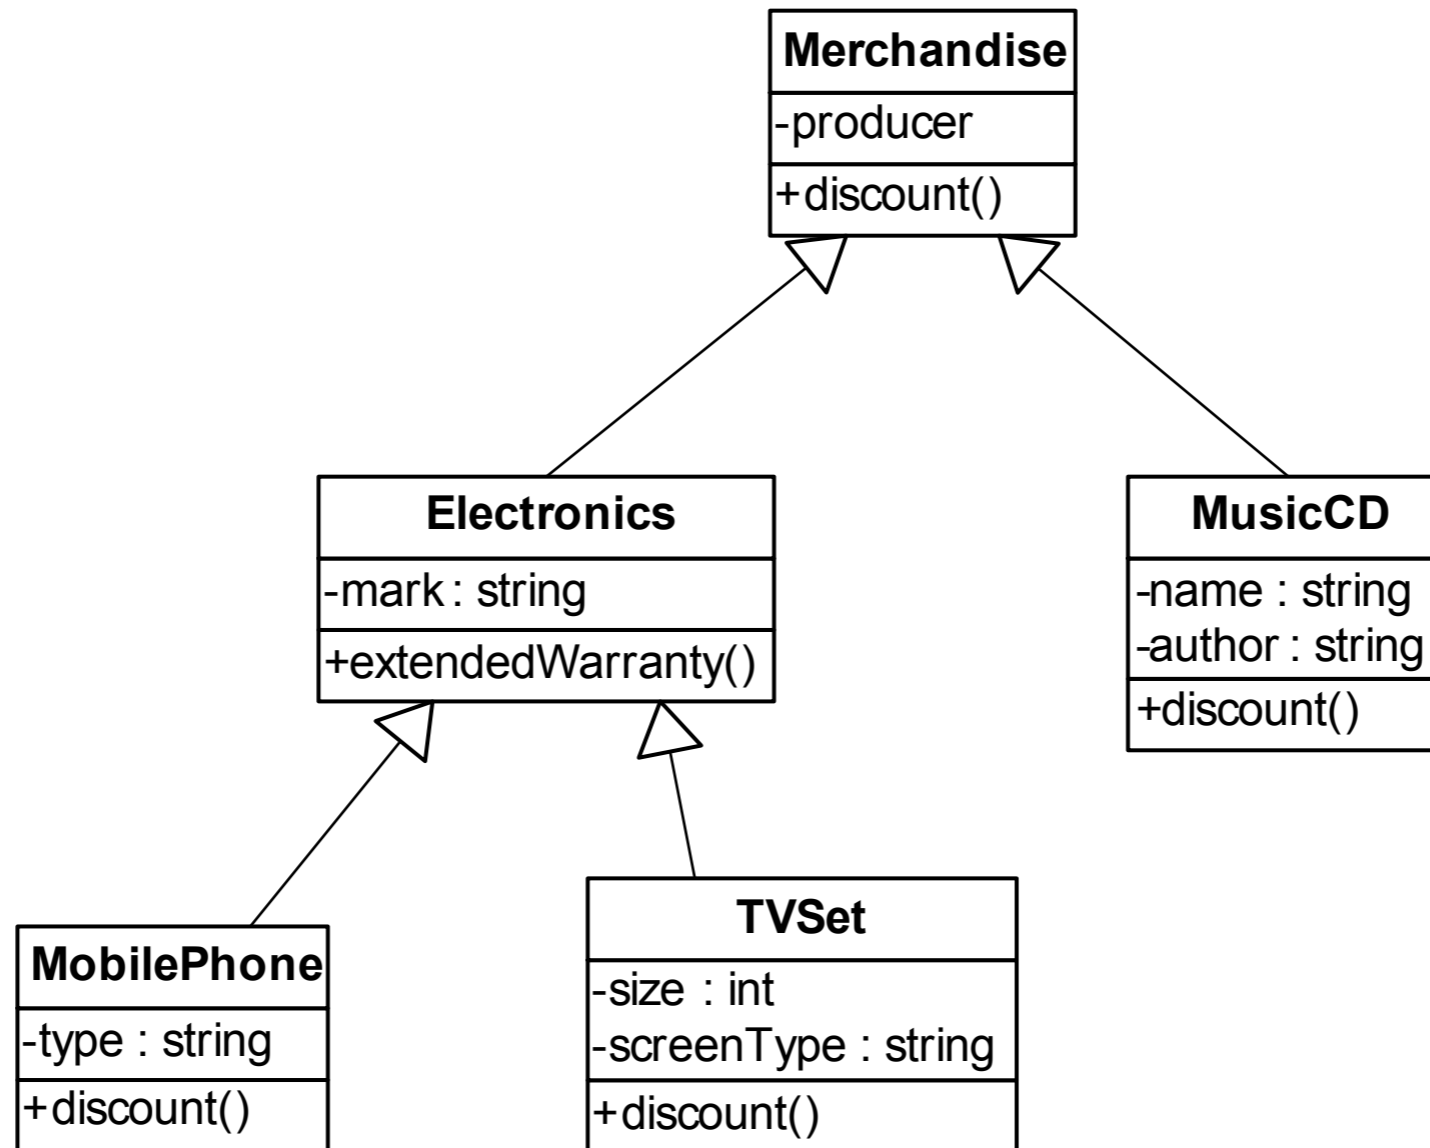 Merchandise
-producer
+discount()
Electronics
-mark : string
+extendedWarranty()
MusicCD
-name : string
-author : string
+discount()
MobilePhone
-type : string
+discount()
TVSet
-size : int
-screenType : string
+discount()